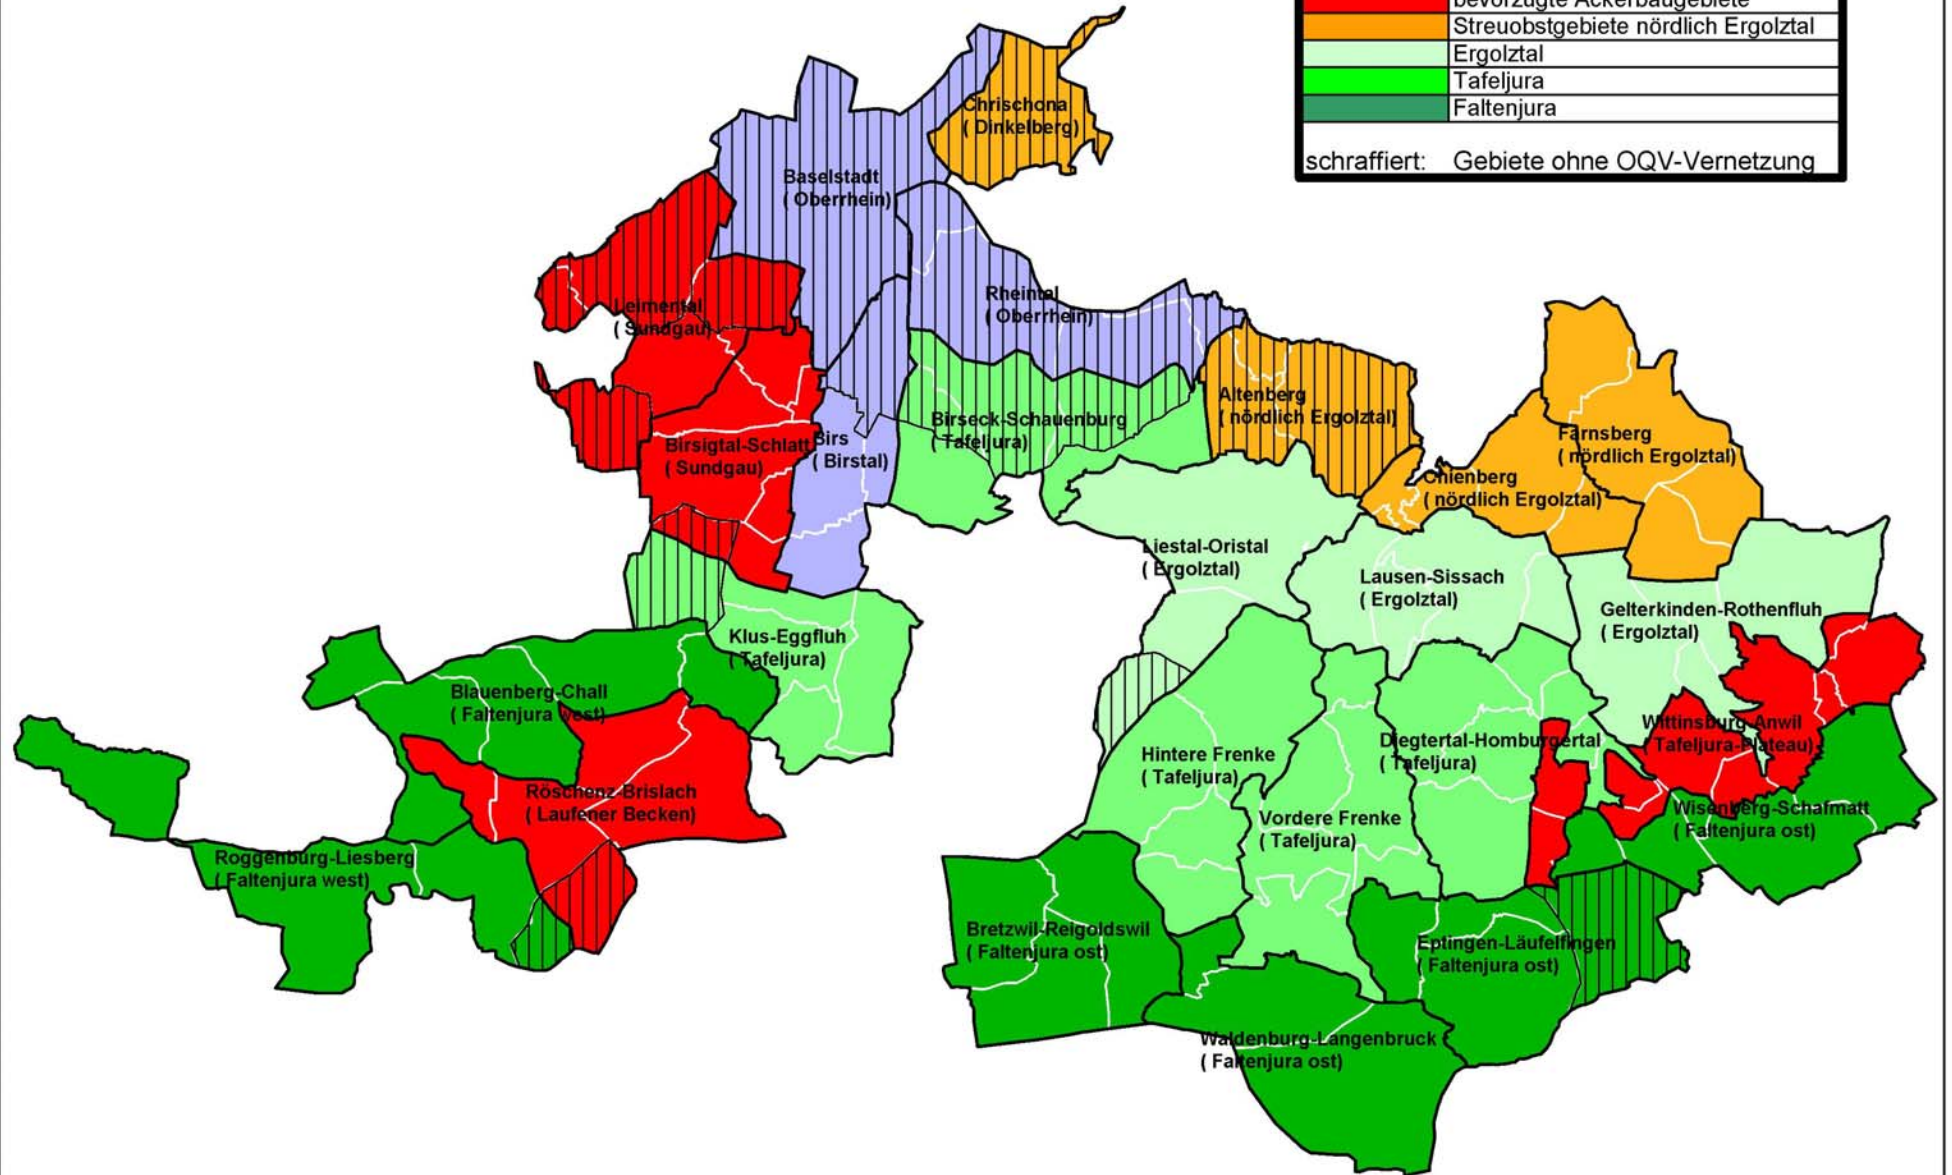 bevorzugte Ackerbaugebiete
Streuobstgebiete nördlich Ergolztal
Ergolztal
Tafeljura
Faltenjura
schraffiert: Gebiete ohne OQV-Vernetzung
Chrischona
( Dinkelberg)
Baselstadt
( Oberrhein)
Leimental
( Sundgau)
Rheintal
( Oberrhein)
Altenberg
( nördlich Ergolztal)
Birseck-Schauenburg
( Tafeljura)
Birsigtal-Schlatt
( Sundgau)
Birs
( Birstal)
Farnsberg
( nördlich Ergolztal)
Chienberg
( nördlich Ergolztal)
Liestal-Oristal
( Ergolztal)
Lausen-Sissach
( Ergolztal)
Gelterkinden-Rothenfluh
( Ergolztal)
Klus-Eggfluh
( Tafeljura)
Blauenberg-Chall
( Faltenjura west)
Wittinsburg-Anwil
( Tafeljura-Plateau)
Hintere Frenke
( Tafeljura)
Diegtertal-Homburgertal
( Tafeljura)
Röschenz-Brislach
( Laufener Becken)
Vordere Frenke
( Tafeljura)
Wisenberg-Schafmatt
( Faltenjura ost)
Roggenburg-Liesberg
( Faltenjura west)
Bretzwil-Reigoldswil
( Faltenjura ost)
Eptingen-Läufelfingen
( Faltenjura ost)
Waldenburg-Langenbruck
( Faltenjura ost)